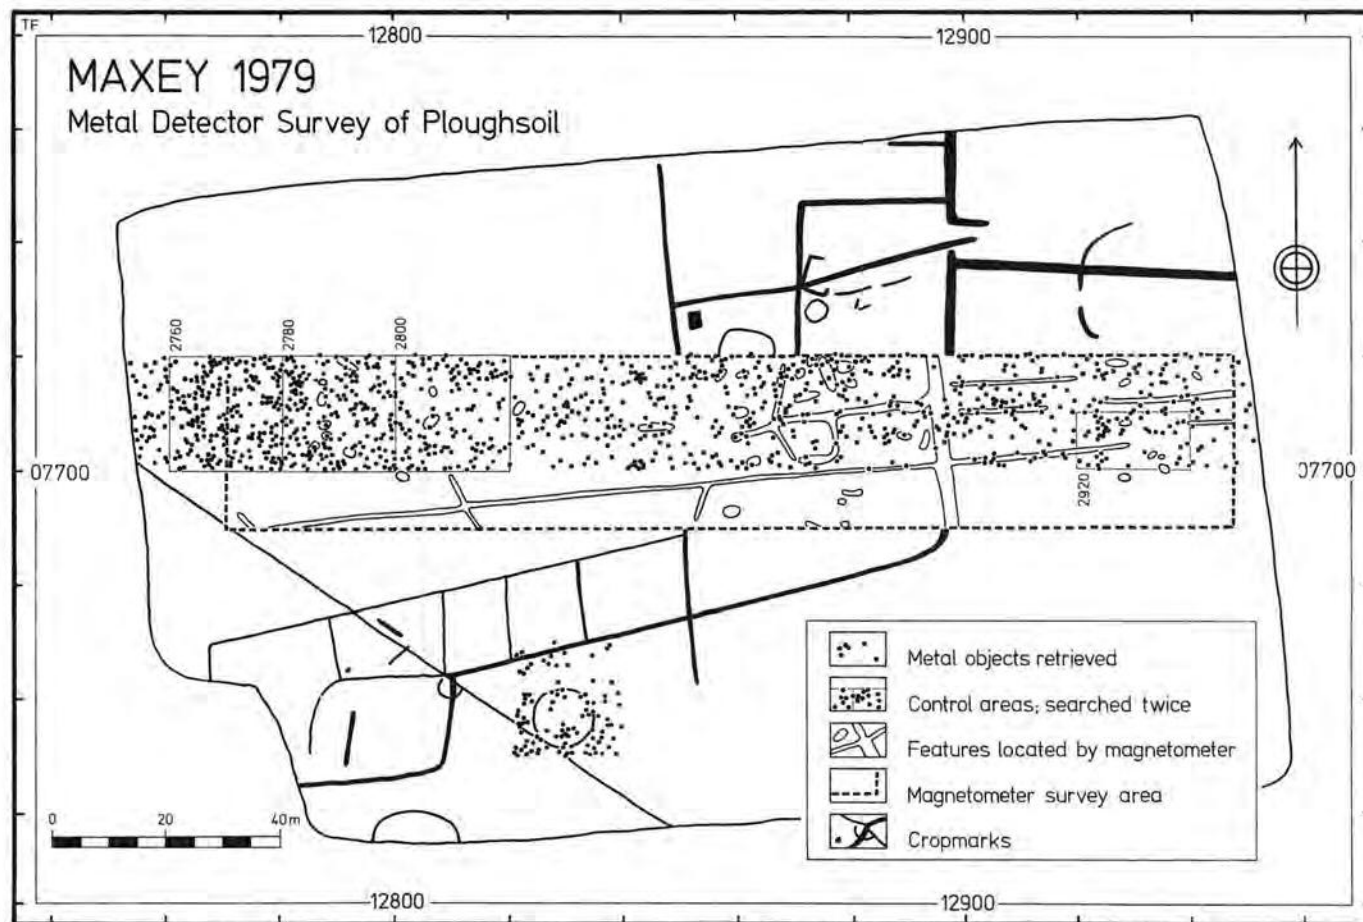 TF
12800
12900
MAXEY 1979
Metal Detector Survey of Ploughsoil
2760
2780
2800
07700
07700
2920
Metal objects retrieved
Control areas; searched twice
Features located by magnetometer
Magnetometer survey area
Cropmarks
0 20 40m
12800
12900